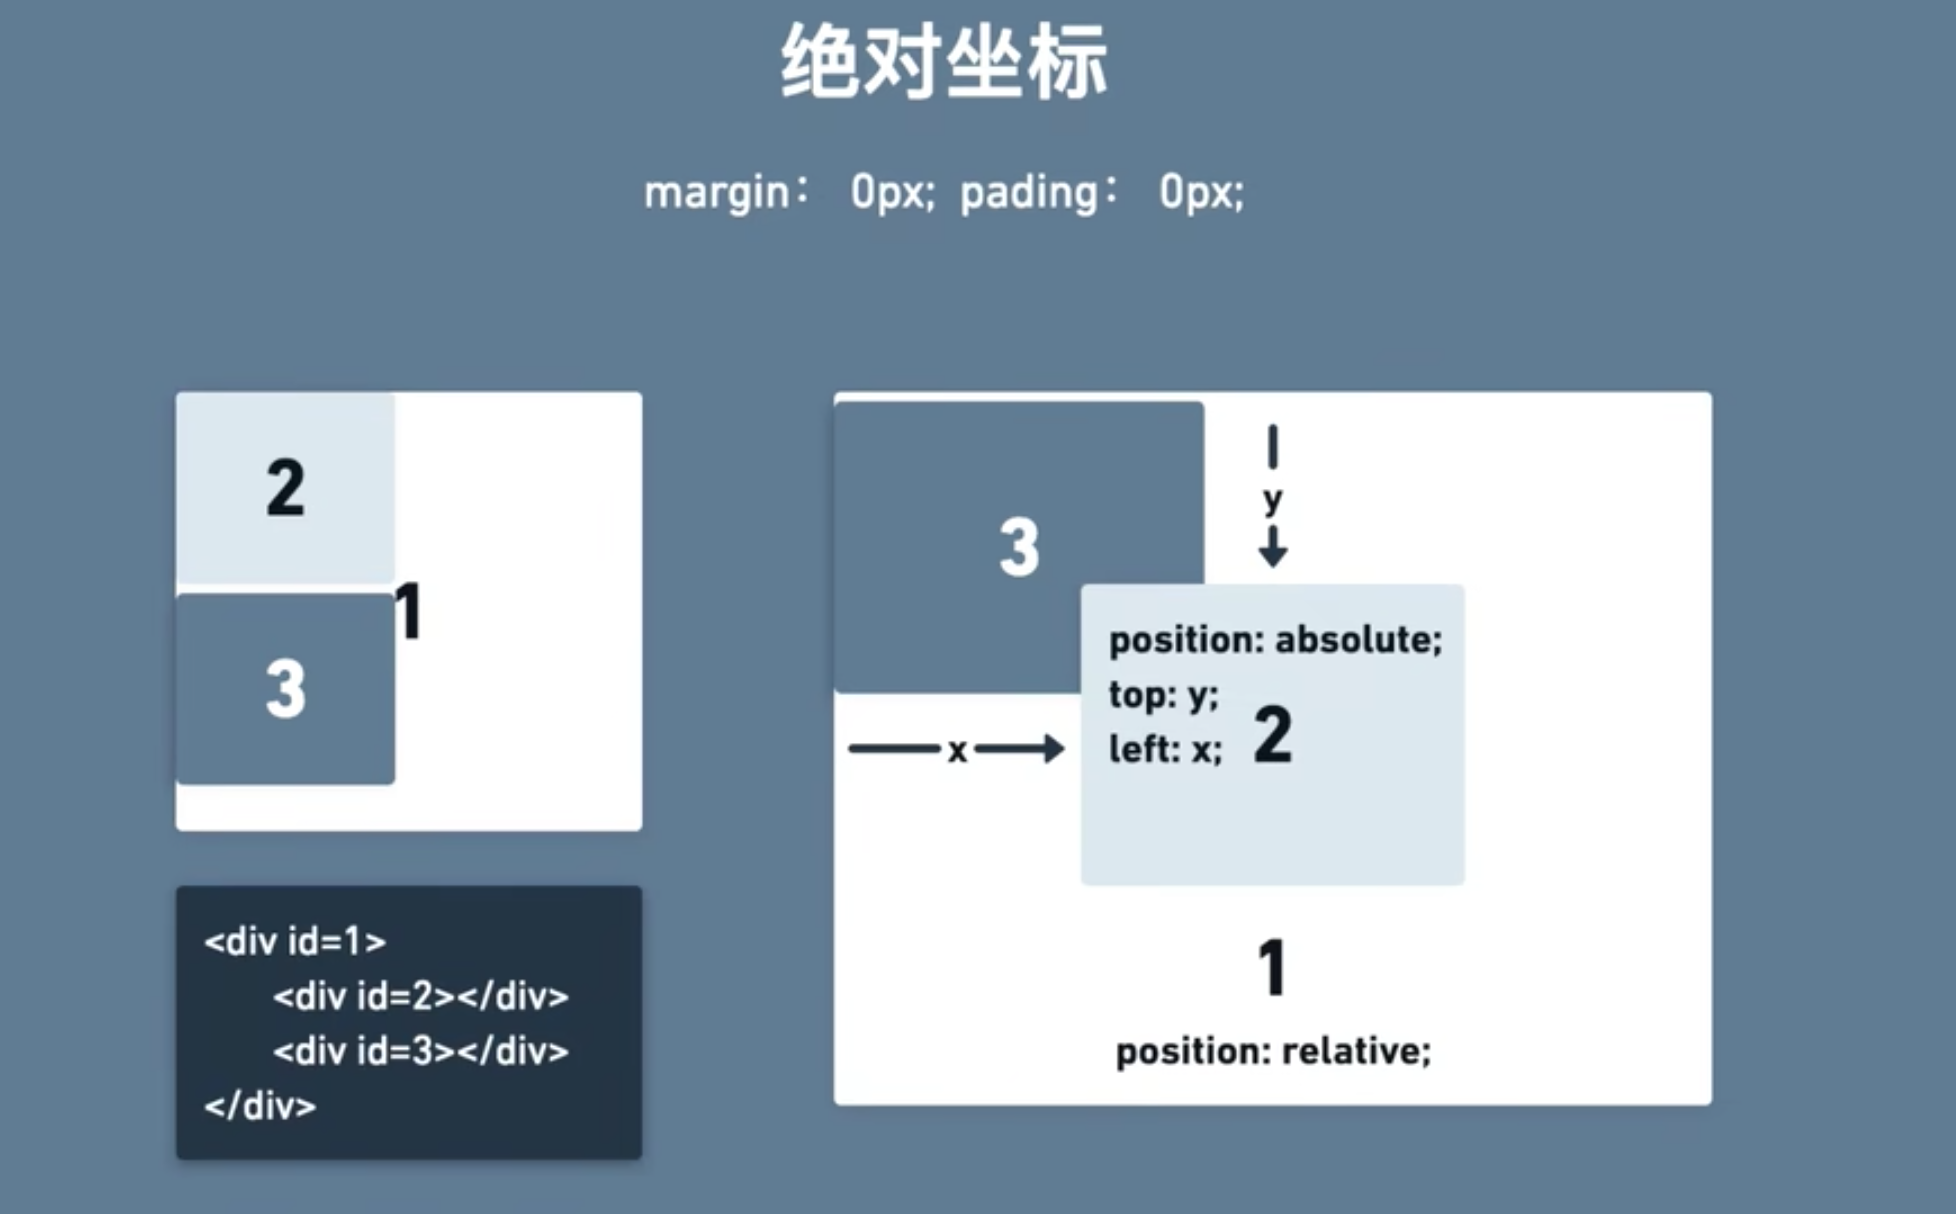 绝对坐标
margin： 0px; pading： 0px;
2
1
3
<div id=1>
<div id=2></div>
<div id=3></div>
</div>
3
y
x
position: absolute;
top: y;
left: x;
2
1
position: relative;